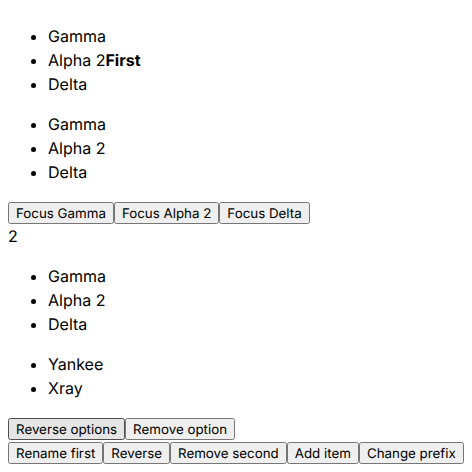 Gamma
Alpha 2First
Delta
Gamma
Alpha 2
Delta
Focus Gamma Focus Alpha 2 Focus Delta
2
Gamma
Alpha 2
Delta
Yankee
Xray
Reverse options Remove option
Rename first Reverse Remove second Add item Change prefix